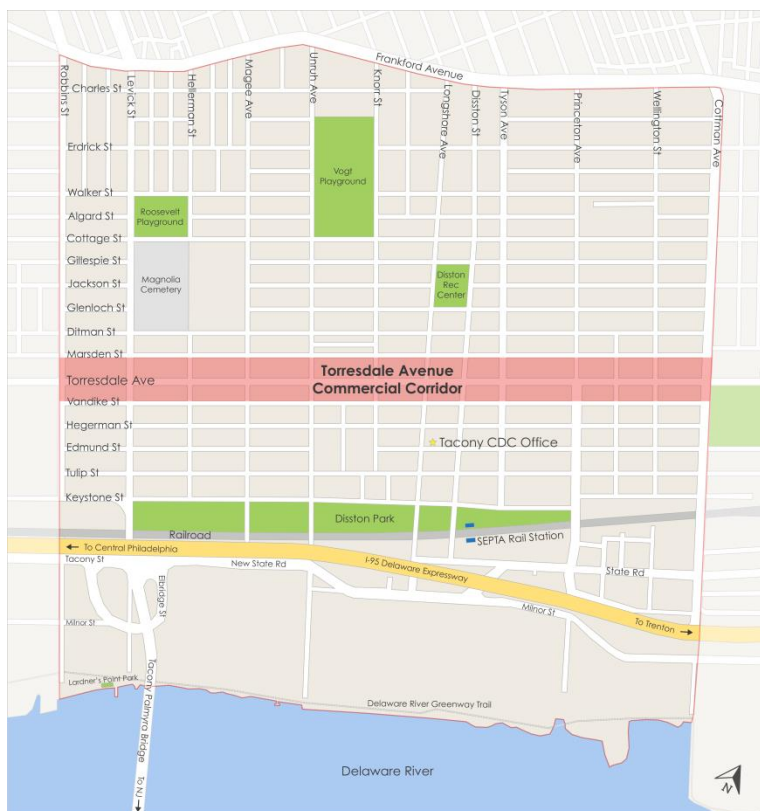 Frankford Avenue
Robbins St
Levick St
Hellerman St
Magee Ave
Unruh Ave
Knorr St
Longshore Ave
Disston St
Tyson Ave
Princeton Ave
Wellington St
Cottman Ave
Charles St
Erdrick St
Vogt
Playground
Walker St
Roosevelt
Playground
Algard St
Cottage St
Gillespie St
Magnolia
Cemetery
Jackson St
Disston
Rec
Center
Glenloch St
Ditman St
Marsden St
Torresdale Avenue
Commercial Corridor
Torresdale Ave
Vandike St
Hegerman St
Edmund St
Tacony CDC Office
Tulip St
Keystone St
Disston Park
Railroad
SEPTA Rail Station
To Central Philadelphia
Tacony St
New State Rd
I-95 Delaware Expressway
State Rd
Elbridge St
Milnor St
Milnor St
To Trenton
Lardner's Point Park
Tacony Palmyra Bridge
Delaware River Greenway Trail
Delaware River
To NJ
N